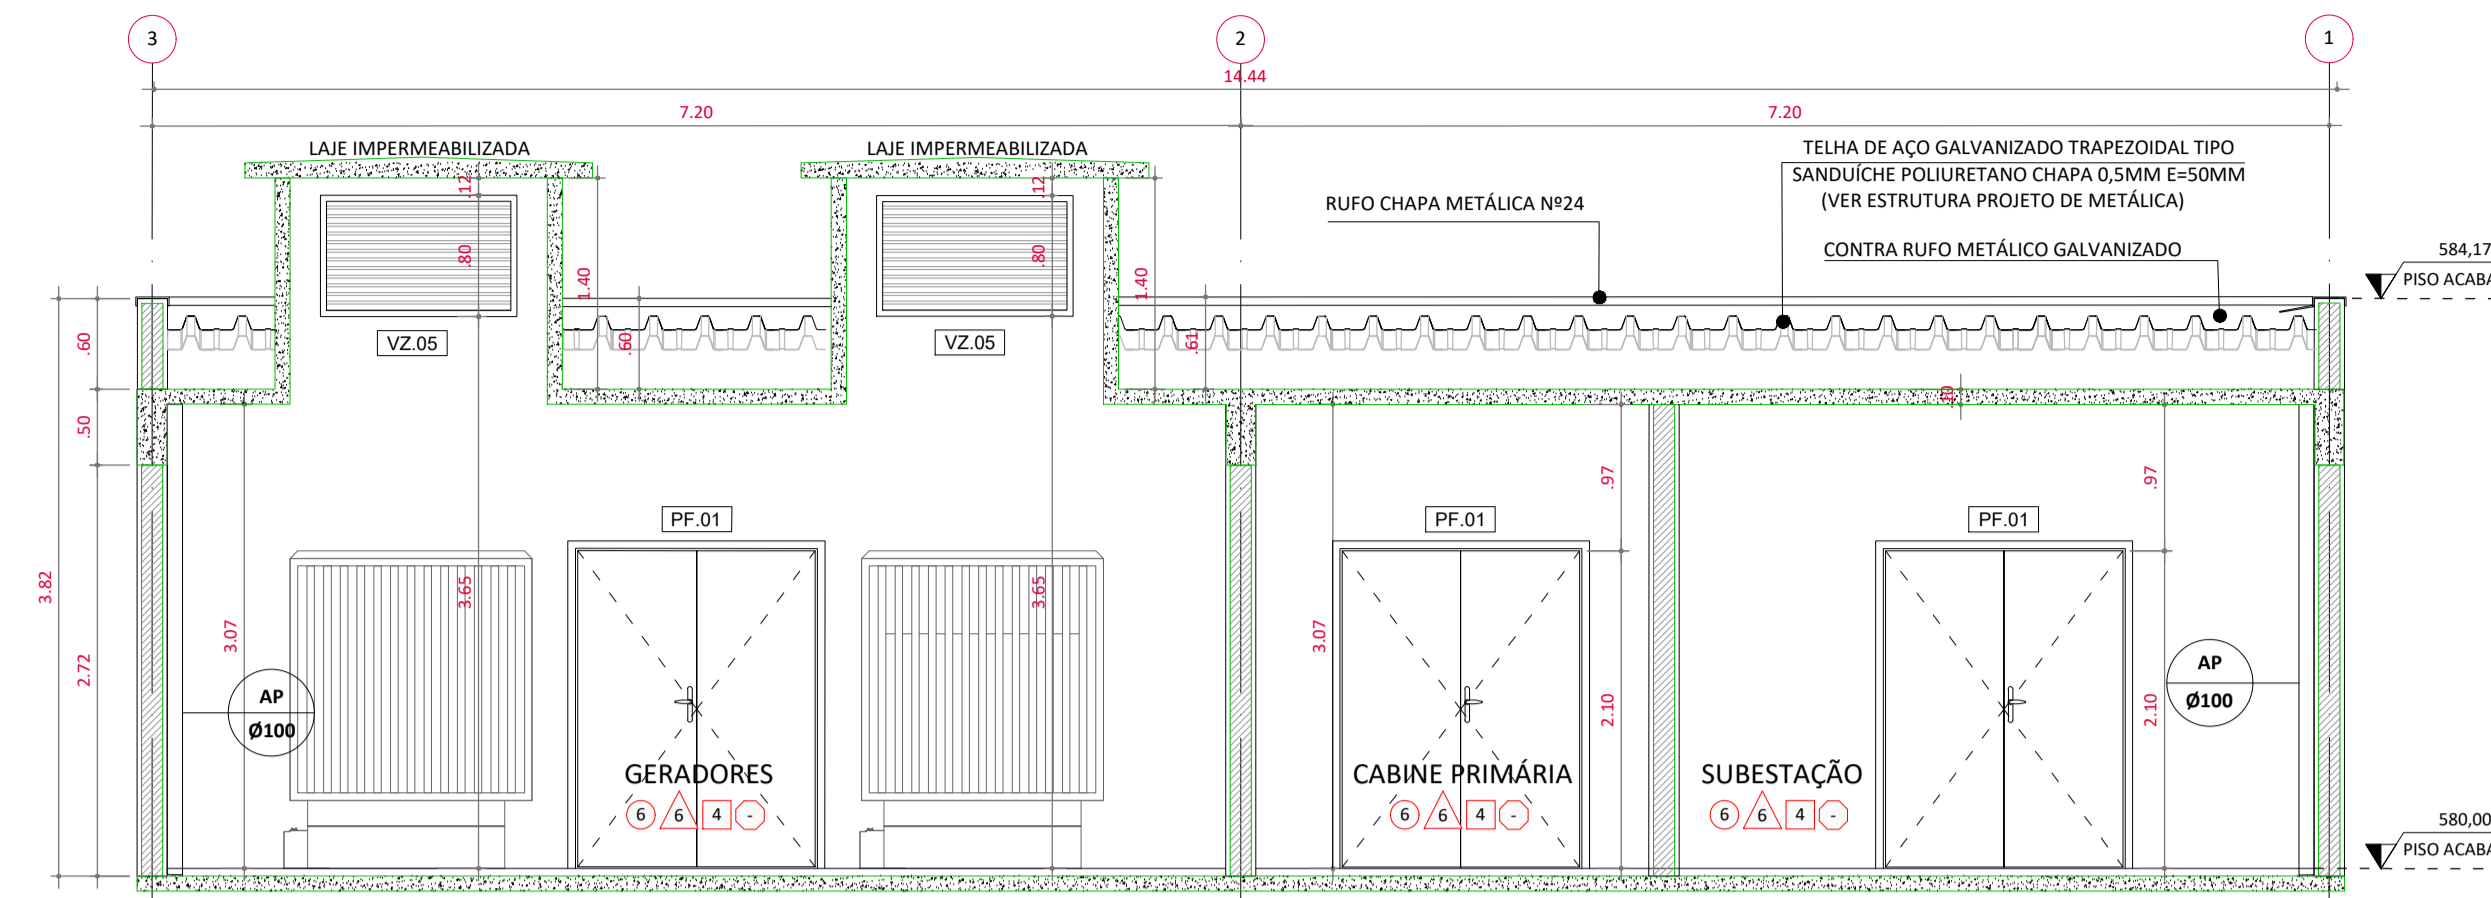 3
2
1
14.44
7.20
7.20
LAJE IMPERMEABILIZADA
LAJE IMPERMEABILIZADA
TELHA DE AÇO GALVANIZADO TRAPEZOIDAL TIPO
SANDUÍCHE POLIURETANO CHAPA 0,5MM E=50MM
(VER ESTRUTURA PROJETO DE METÁLICA)
RUFO CHAPA METÁLICA Nº24
CONTRA RUFO METÁLICO GALVANIZADO
584,17
PISO ACABA
.12
.12
.80
.80
1.40
1.40
VZ.05
VZ.05
.60
.60
.61
.10
.50
.97
.97
PF.01
PF.01
PF.01
3.82
3.65
3.65
3.07
3.07
2.72
2.10
2.10
AP
Ø100
AP
Ø100
GERADORES
6 6 4 -
CABINE PRIMÁRIA
6 6 4 -
SUBESTAÇÃO
6 6 4 -
580,00
PISO ACABA